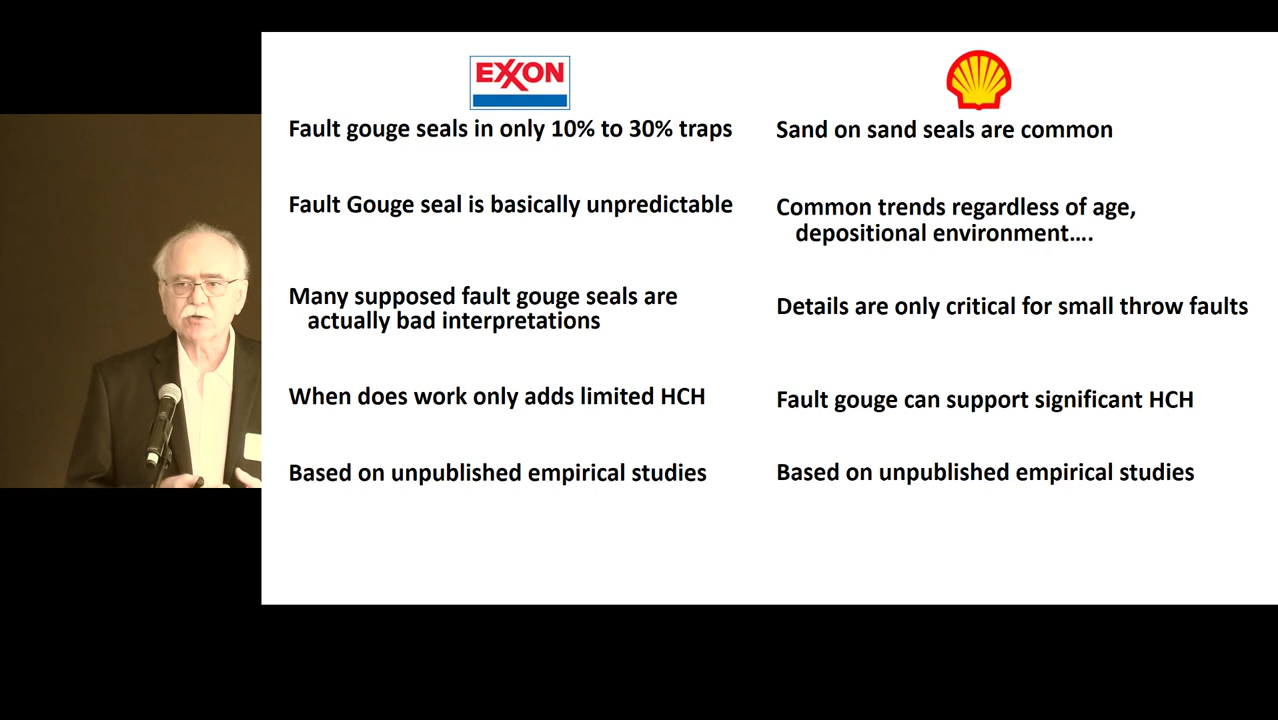 EXXON
Fault gouge seals in only 10% to 30% traps
Fault Gouge seal is basically unpredictable
Many supposed fault gouge seals are
actually bad interpretations
When does work only adds limited HCH
Based on unpublished empirical studies
Sand on sand seals are common
Common trends regardless of age,
depositional environment....
Details are only critical for small throw faults
Fault gouge can support significant HCH
Based on unpublished empirical studies